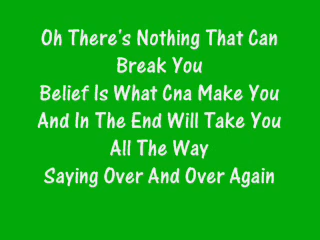 Oh There's Nothing That Can
Break You
Belief Is What Cna Make You
And In The End Will Take You
All The Way
Saying Over And Over Again